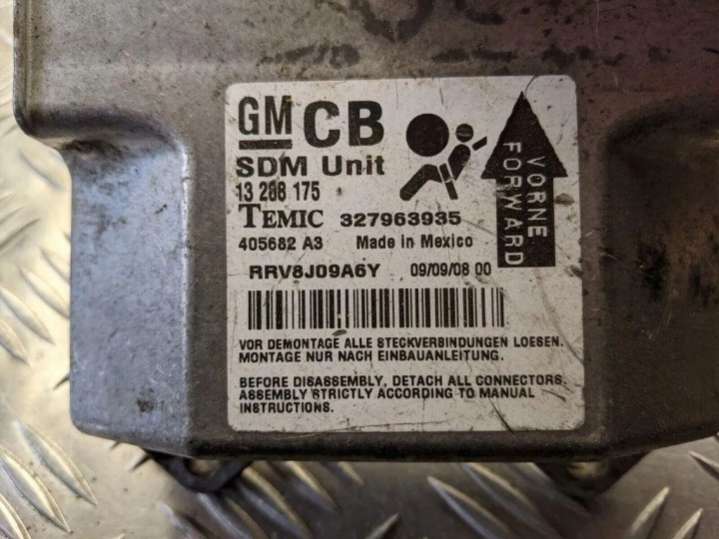 GM CB
SDM Unit
13 288 175
TEMIC 327963935
405682 A3 Made in Mexico
RRV8J09A6Y 09/09/08 00
VORNE
FORWARD
VOR DEMONTAGE ALLE STECKVERBINDUNGEN LOESEN.
MONTAGE NUR NACH EINBAUANLEITUNG.
BEFORE DISASSEMBLY, DETACH ALL CONNECTORS.
ASSEMBLY STRICTLY ACCORDING TO MANUAL
INSTRUCTIONS.